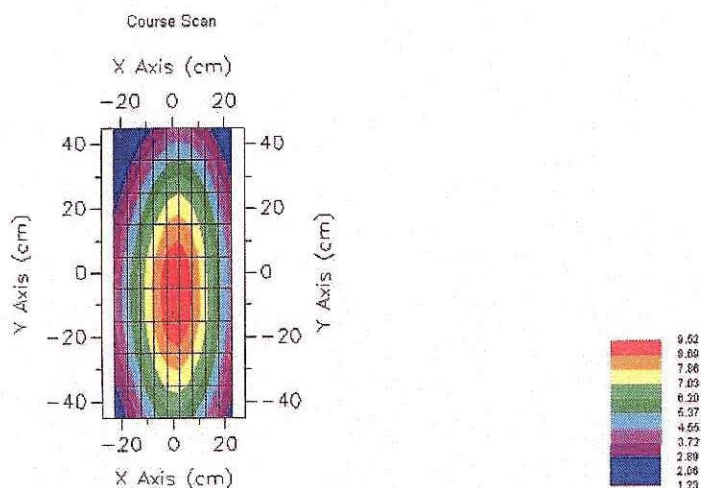 Course Scan
X Axis (cm)
−20 0 20
40 40
20 20
0 0
−20 −20
−40 −40
Y Axis (cm)
Y Axis (cm)
−20 0 20
X Axis (cm)
9.52
8.69
7.86
7.03
6.20
5.37
4.55
3.72
2.89
2.06
1.23